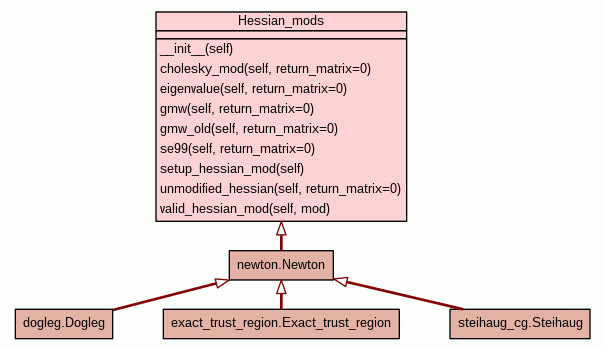 Hessian_mods
__init__(self)
cholesky_mod(self, return_matrix=0)
eigenvalue(self, return_matrix=0)
gmw(self, return_matrix=0)
gmw_old(self, return_matrix=0)
se99(self, return_matrix=0)
setup_hessian_mod(self)
unmodified_hessian(self, return_matrix=0)
valid_hessian_mod(self, mod)
newton.Newton
dogleg.Dogleg
exact_trust_region.Exact_trust_region
steihaug_cg.Steihaug